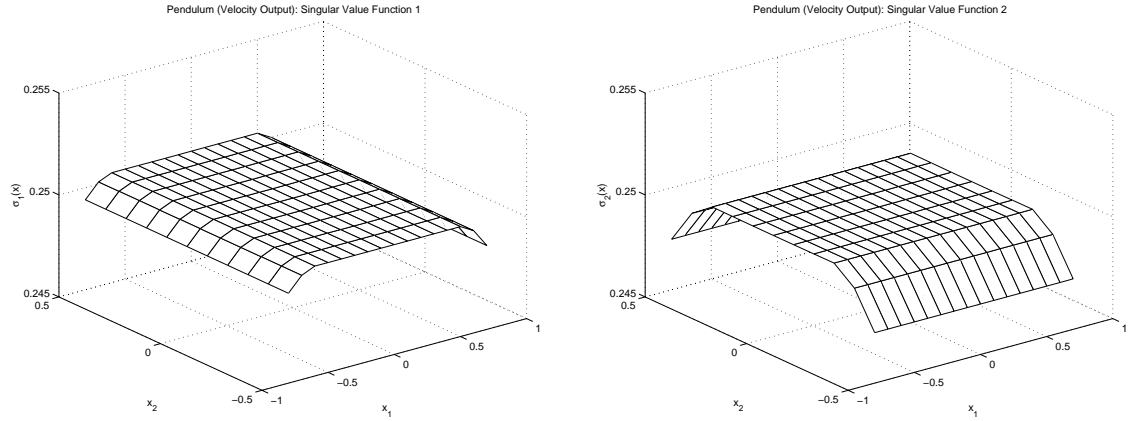 Pendulum (Velocity Output): Singular Value Function 1
0.255
0.25
0.245
σ1(x)
0.5
0
−0.5
x2
−1
−0.5
0
0.5
1
x1
Pendulum (Velocity Output): Singular Value Function 2
0.255
0.25
0.245
σ2(x)
0.5
0
−0.5
x2
−1
−0.5
0
0.5
1
x1